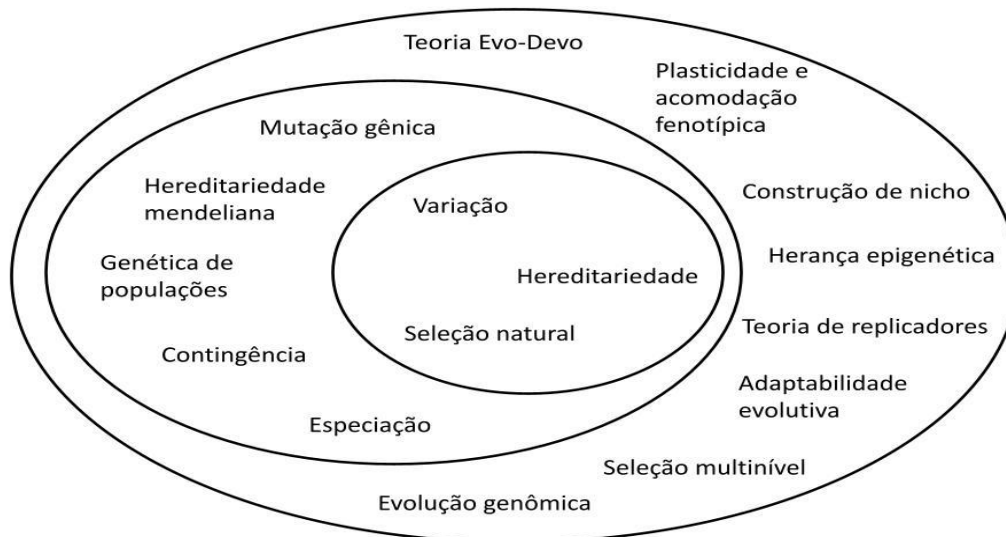 Teoria Evo-Devo
Plasticidade e
acomodação
fenotípica
Mutação gênica
Hereditariedade
mendeliana
Variação
Construção de nicho
Genética de
populações
Hereditariedade
Herança epigenética
Seleção natural
Teoria de replicadores
Contingência
Adaptabilidade
evolutiva
Especiação
Seleção multinível
Evolução genômica